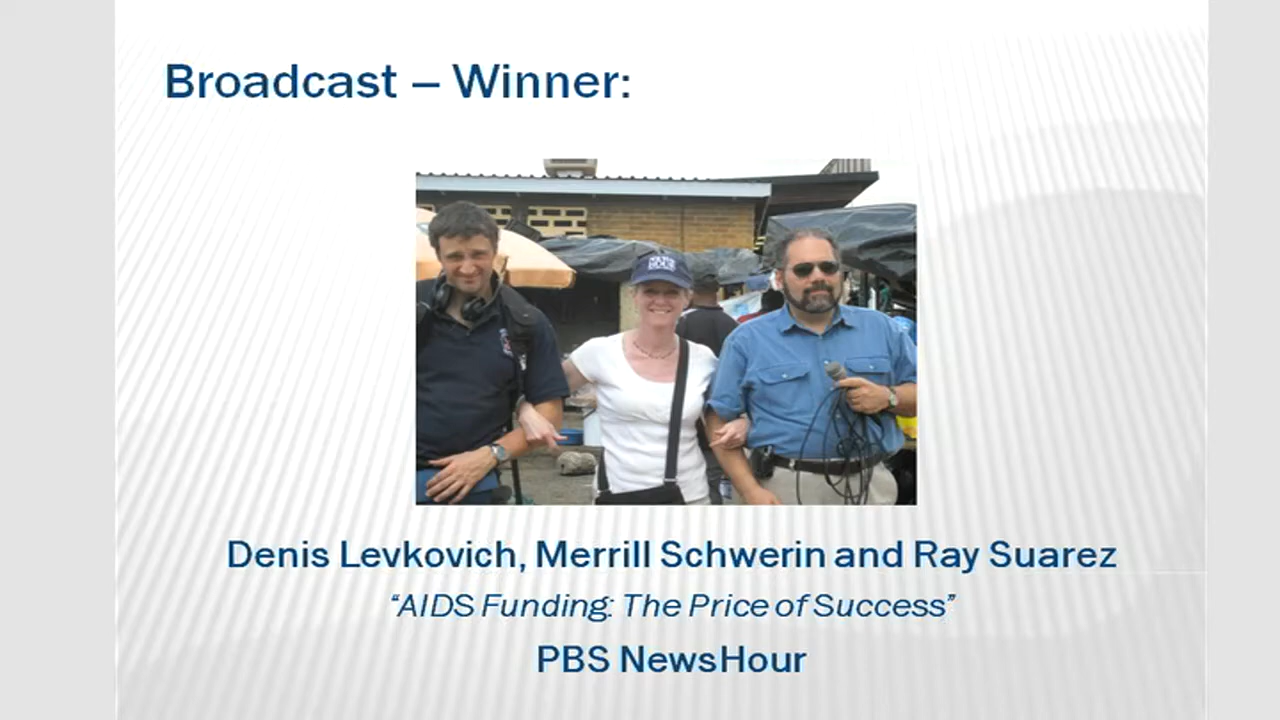 Broadcast – Winner:
Denis Levkovich, Merrill Schwerin and Ray Suarez
“AIDS Funding: The Price of Success”
PBS NewsHour